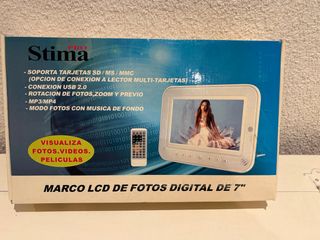 Stima PRO
- SOPORTA TARJETAS SD / MS / MMC
(OPCION DE CONEXION A LECTOR MULTI-TARJETAS)
- CONEXION USB 2.0
- ROTACION DE FOTOS,ZOOM Y PREVIO
- MP3/MP4
- MODO FOTOS CON MUSICA DE FONDO
VISUALIZA
FOTOS.VIDEOS.
PELICULAS
MARCO LCD DE FOTOS DIGITAL DE 7"